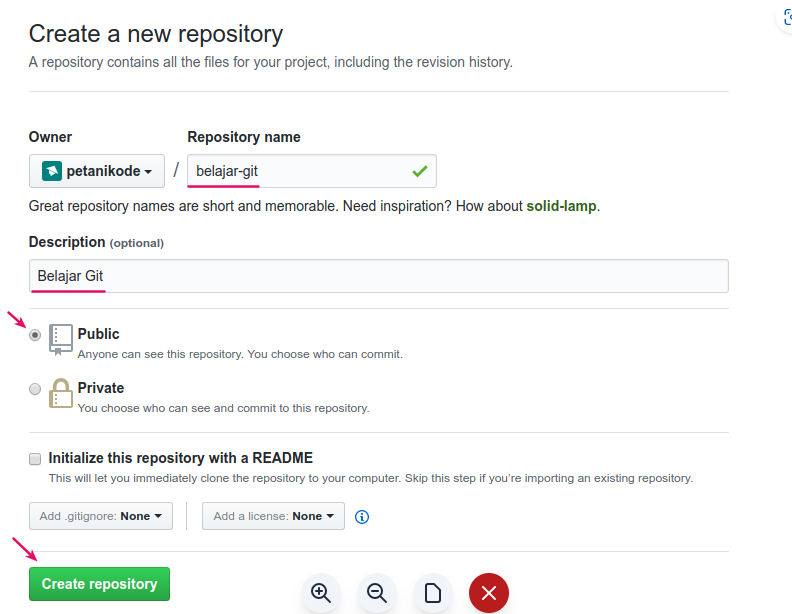 Create a new repository
A repository contains all the files for your project, including the revision history.
Owner Repository name
petanikode / belajar-git
Great repository names are short and memorable. Need inspiration? How about solid-lamp.
Description (optional)
Belajar Git
Public
Anyone can see this repository. You choose who can commit.
Private
You choose who can see and commit to this repository.
Initialize this repository with a README
This will let you immediately clone the repository to your computer. Skip this step if you’re importing an existing repository.
Add .gitignore: None Add a license: None
Create repository